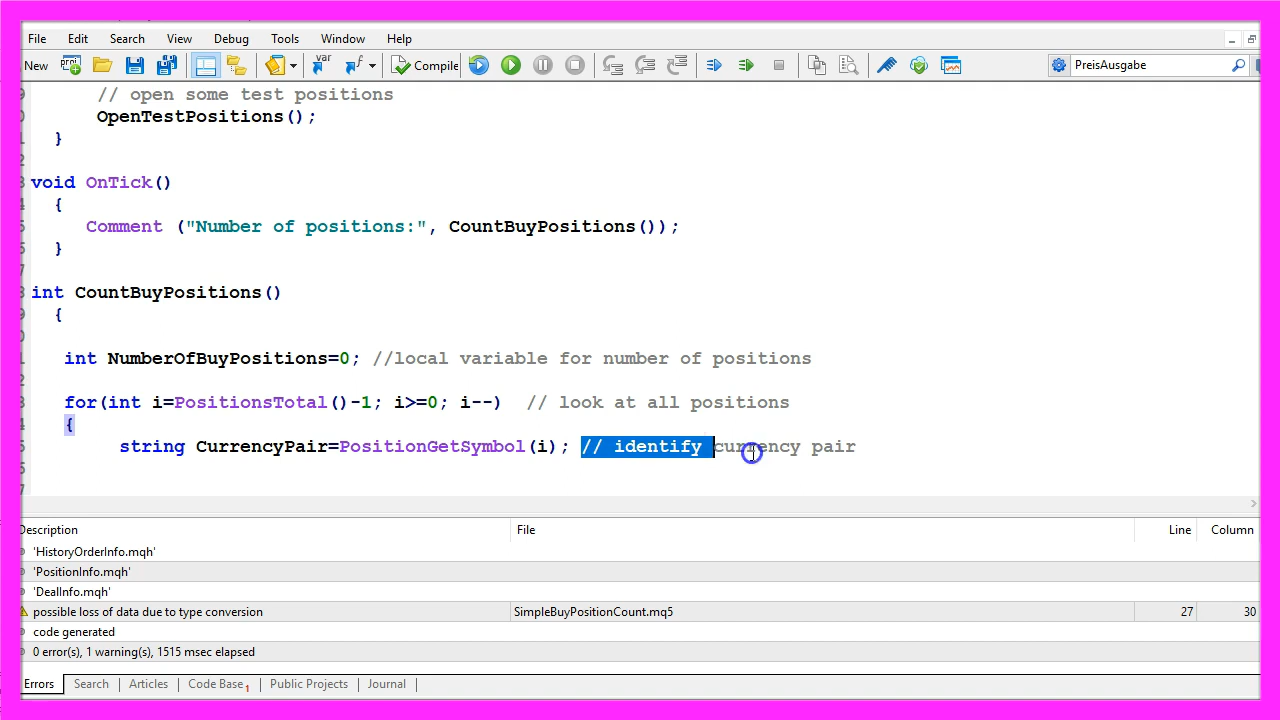 File Edit Search View Debug Tools Window Help
New var Compile PreisAusgabe
// open some test positions
OpenTestPositions();
}
void OnTick()
{
Comment ("Number of positions:", CountBuyPositions());
}
int CountBuyPositions()
{
int NumberOfBuyPositions=0; //local variable for number of positions
for(int i=PositionsTotal()-1; i>=0; i--) // look at all positions
{
string CurrencyPair=PositionGetSymbol(i); // identify currency pair
Description File Line Column
'HistoryOrderInfo.mqh'
'PositionInfo.mqh'
'DealInfo.mqh'
possible loss of data due to type conversion SimpleBuyPositionCount.mq5 27 30
code generated
0 error(s), 1 warning(s), 1515 msec elapsed
Errors Search Articles Code Base 1 Public Projects Journal